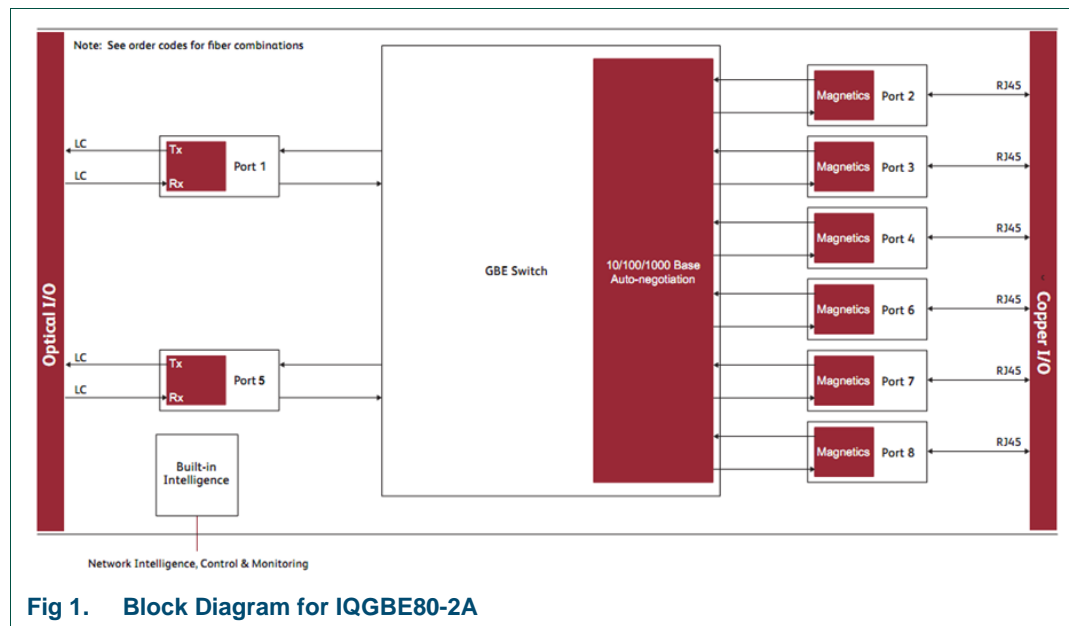 Note: See order codes for fiber combinations
Optical I/O
LC
Tx
Port 1
LC
Rx
LC
Tx
Port 5
LC
Rx
Built-in
Intelligence
Network Intelligence, Control & Monitoring
GBE Switch
10/100/1000 Base
Auto-negotiation
Magnetics
Port 2
RJ45
Magnetics
Port 3
RJ45
Magnetics
Port 4
RJ45
Magnetics
Port 6
RJ45
Magnetics
Port 7
RJ45
Magnetics
Port 8
RJ45
Copper I/O
Fig 1. Block Diagram for IQGBE80-2A